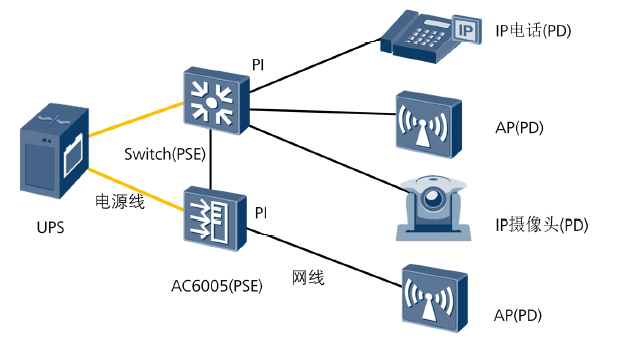 IP
IP电话(PD)
PI
AP(PD)
Switch(PSE)
电源线
PI
UPS
IP摄像头(PD)
网线
AC6005(PSE)
AP(PD)